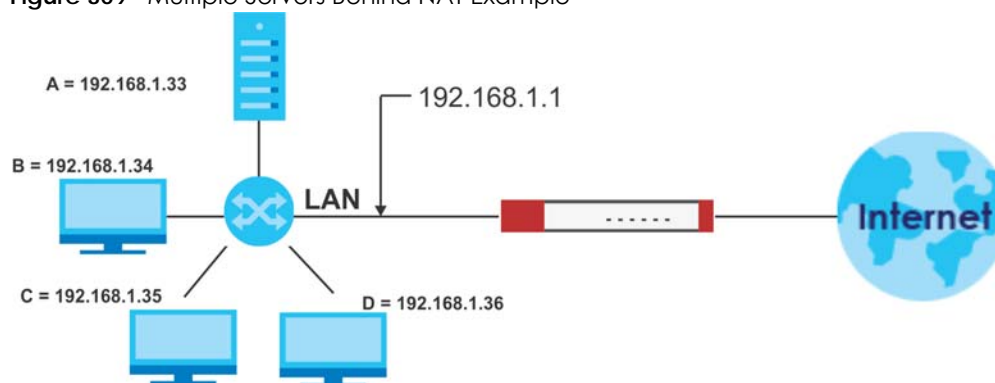 Multiple Servers Behind NAT Example
A = 192.168.1.33
192.168.1.1
B = 192.168.1.34
LAN
Internet
C = 192.168.1.35
D = 192.168.1.36